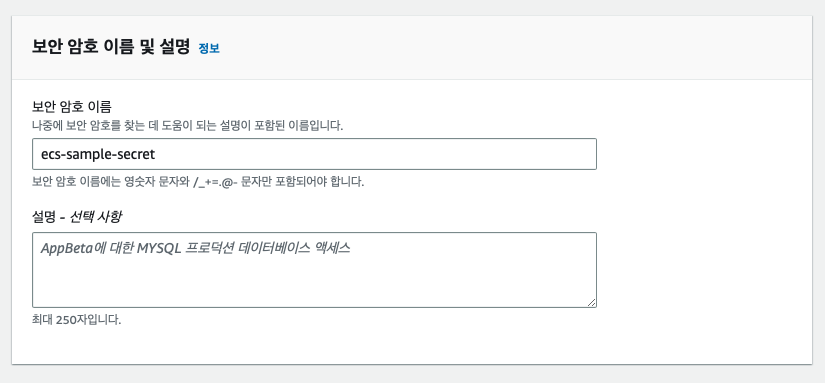 보안 암호 이름 및 설명 정보
보안 암호 이름
나중에 보안 암호를 찾는 데 도움이 되는 설명이 포함된 이름입니다.
ecs-sample-secret
보안 암호 이름에는 영숫자 문자와 /_+=.@- 문자만 포함되어야 합니다.
설명 - 선택 사항
AppBeta에 대한 MYSQL 프로덕션 데이터베이스 액세스
최대 250자입니다.